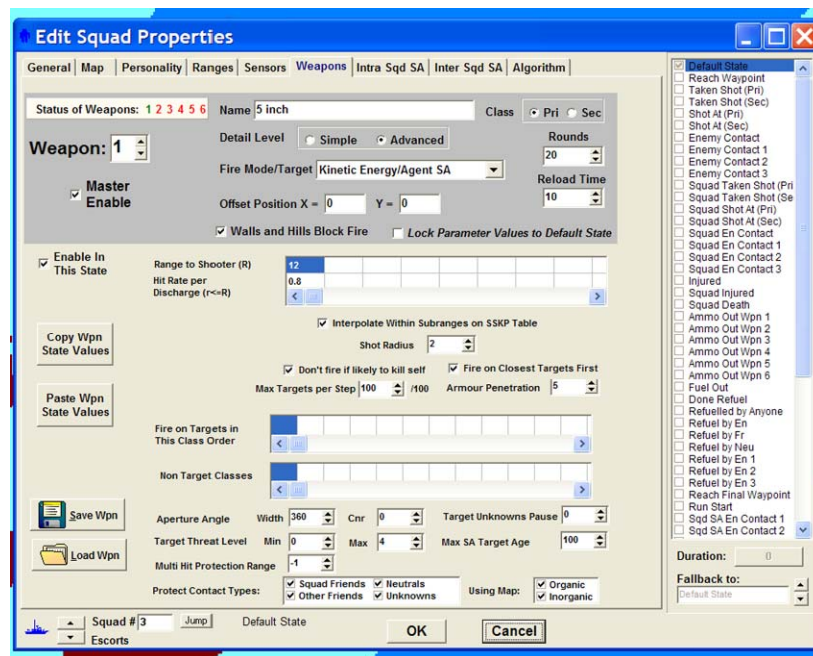 Edit Squad Properties
General Map Personality Ranges Sensors Weapons Intra Sqd SA Inter Sqd SA Algorithm
Status of Weapons: 1 2 3 4 5 6 Name 5 inch Class Pri Sec
Weapon: 1 Detail Level Simple Advanced Rounds
20
Fire Mode/Target Kinetic Energy/Agent SA Reload Time
Master
Enable
10
Offset Position X = 0 Y = 0
Walls and Hills Block Fire Lock Parameter Values to Default State
Enable In
This State
Range to Shooter (R) 12
Hit Rate per
Discharge (r<=R) 0.8
Interpolate Within Subranges on SSKP Table
Copy Wpn
State Values
Shot Radius 2
Don't fire if likely to kill self Fire on Closest Targets First
Max Targets per Step 100 /100 Armour Penetration 5
Paste Wpn
State Values
Fire on Targets in
This Class Order
Non Target Classes
Save Wpn
Aperture Angle Width 360 Cnr 0 Target Unknowns Pause 0
Load Wpn
Target Threat Level Min 0 Max 4 Max SA Target Age 100
Multi Hit Protection Range -1
Protect Contact Types: Squad Friends Neutrals Using Map: Organic
Other Friends Unknowns Inorganic
Squad # 3 Jump Default State OK Cancel
Escorts
Default State
Reach Waypoint
Taken Shot (Pri)
Taken Shot (Sec)
Shot At (Pri)
Shot At (Sec)
Enemy Contact
Enemy Contact 1
Enemy Contact 2
Enemy Contact 3
Squad Taken Shot (Pri
Squad Taken Shot (Se
Squad Shot At (Pri)
Squad Shot At (Sec)
Squad En Contact
Squad En Contact 1
Squad En Contact 2
Squad En Contact 3
Injured
Squad Injured
Squad Death
Ammo Out Wpn 1
Ammo Out Wpn 2
Ammo Out Wpn 3
Ammo Out Wpn 4
Ammo Out Wpn 5
Ammo Out Wpn 6
Fuel Out
Done Refuel
Refuelled by Anyone
Refuel by En
Refuel by Fr
Refuel by Neu
Refuel by En 1
Refuel by En 2
Refuel by En 3
Reach Final Waypoint
Run Start
Sqd SA En Contact 1
Sqd SA En Contact 2
Duration: 0
Fallback to:
Default State